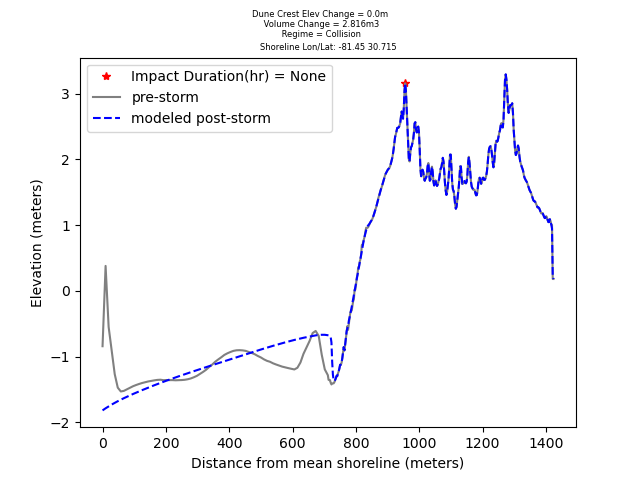 Dune Crest Elev Change = 0.0m
Volume Change = 2.816m3
Regime = Collision
Shoreline Lon/Lat: -81.45 30.715
Impact Duration(hr) = None
pre-storm
modeled post-storm
3
2
1
0
−1
−2
Elevation (meters)
0 200 400 600 800 1000 1200 1400
Distance from mean shoreline (meters)